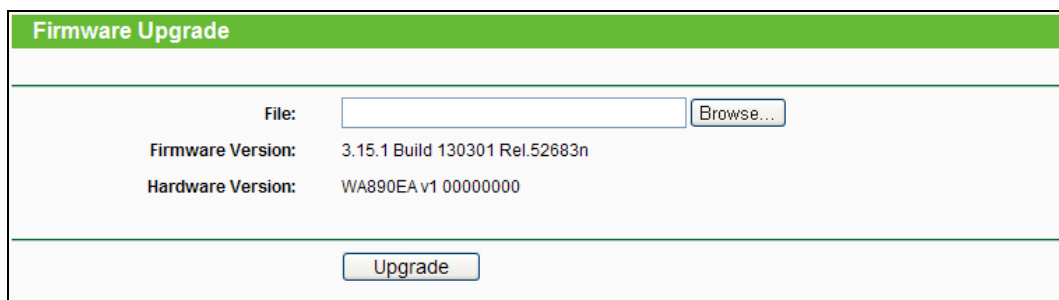 Firmware Upgrade
File:
Browse...
Firmware Version: 3.15.1 Build 130301 Rel.52683n
Hardware Version: WA890EA v1 00000000
Upgrade